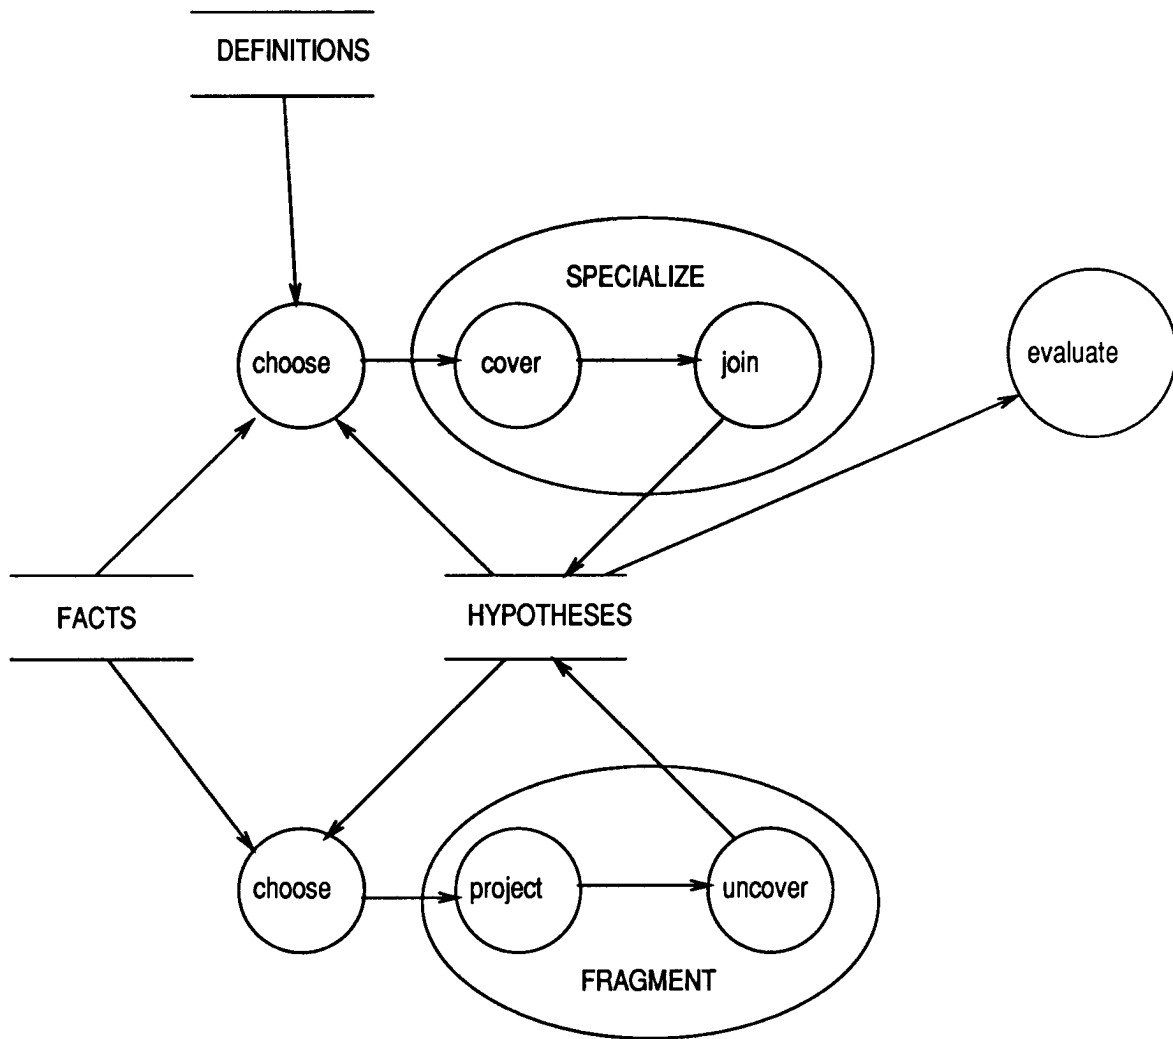 DEFINITIONS
SPECIALIZE
choose
cover
join
evaluate
FACTS
HYPOTHESES
choose
project
uncover
FRAGMENT